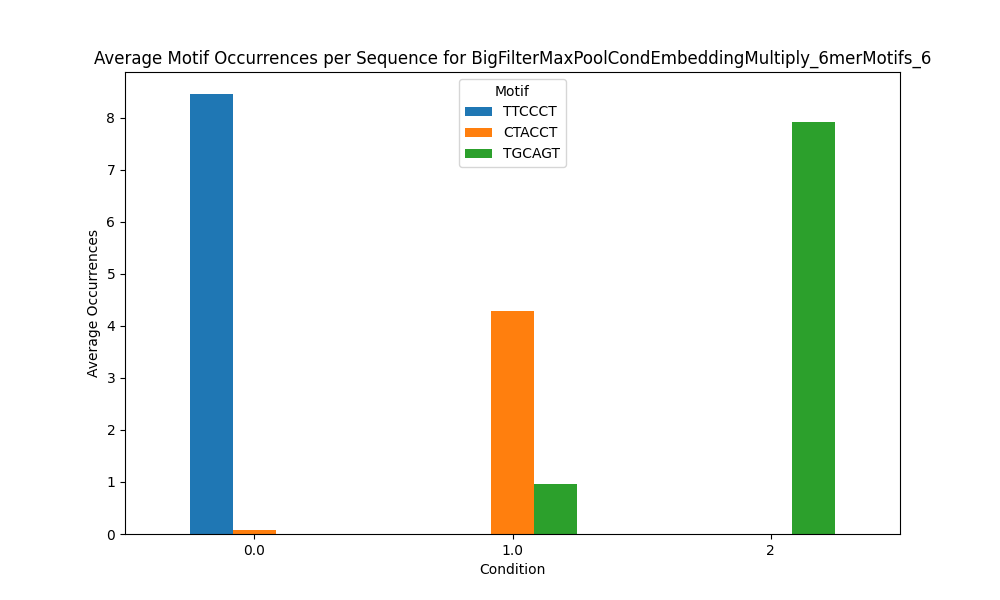 Average Motif Occurrences per Sequence for BigFilterMaxPoolCondEmbeddingMultiply_6merMotifs_6
Motif
TTCCCT
CTACCT
TGCAGT
Average Occurrences
8
7
6
5
4
3
2
1
0
0.0 1.0 2
Condition